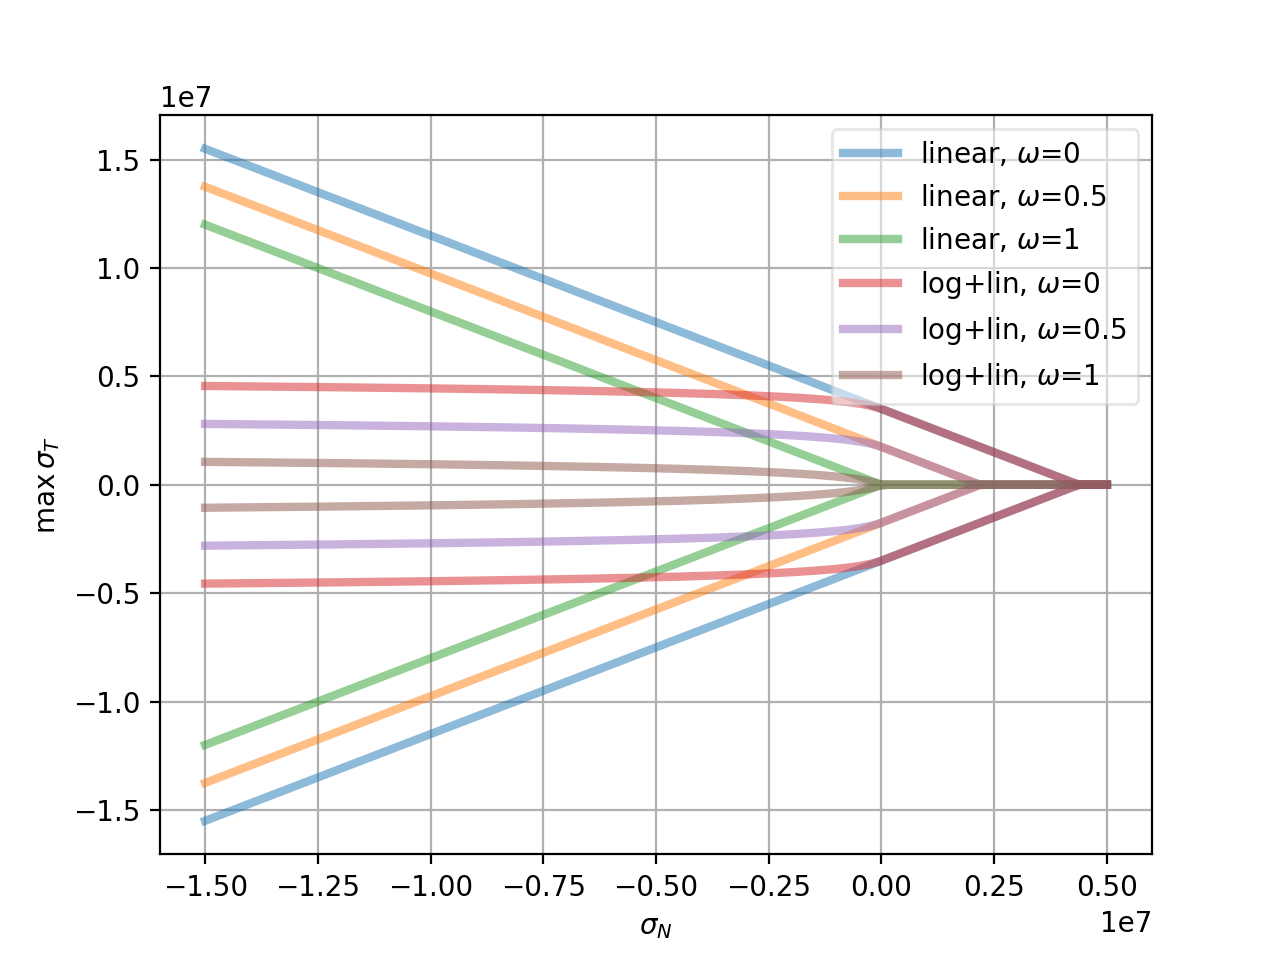 1e7
1.5
1.0
0.5
0.0
−0.5
−1.0
−1.5
max σT
linear, ω=0
linear, ω=0.5
linear, ω=1
log+lin, ω=0
log+lin, ω=0.5
log+lin, ω=1
−1.50 −1.25 −1.00 −0.75 −0.50 −0.25 0.00 0.25 0.50
σN
1e7